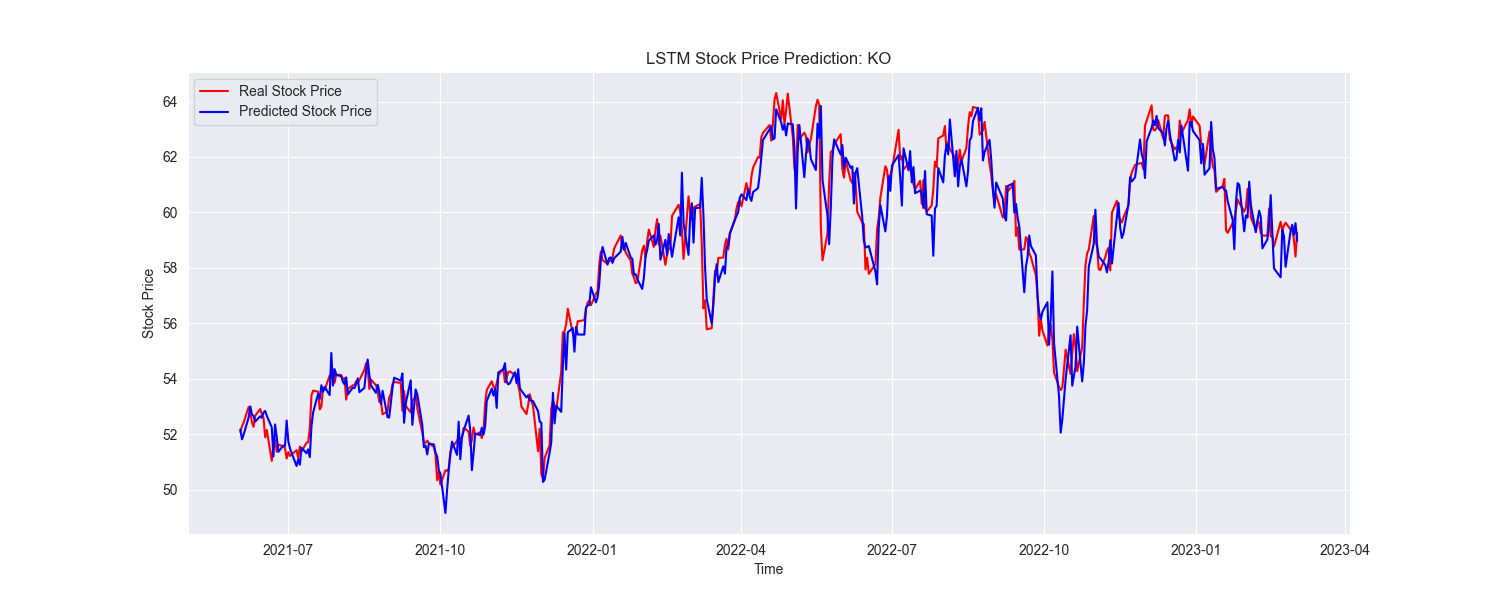 LSTM Stock Price Prediction: KO
Real Stock Price
Predicted Stock Price
Stock Price
64
62
60
58
56
54
52
50
2021-07 2021-10 2022-01 2022-04 2022-07 2022-10 2023-01 2023-04
Time